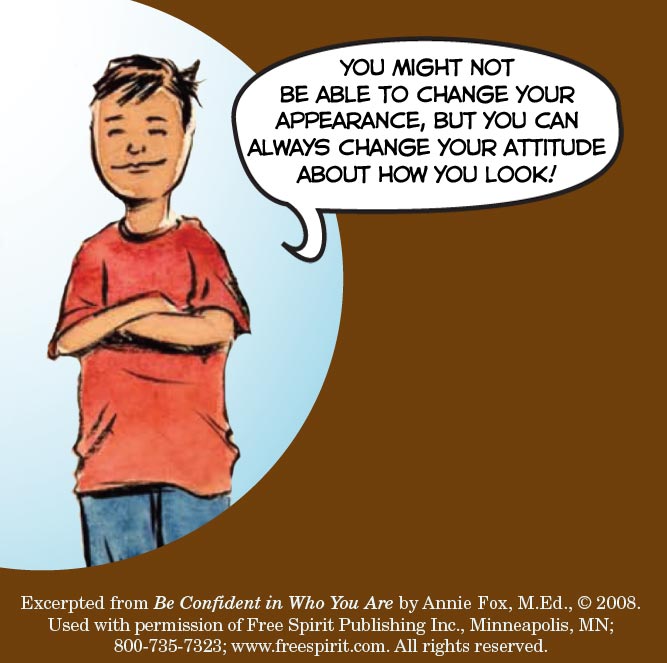 YOU MIGHT NOT
BE ABLE TO CHANGE YOUR
APPEARANCE, BUT YOU CAN
ALWAYS CHANGE YOUR ATTITUDE
ABOUT HOW YOU LOOK!
Excerpted from Be Confident in Who You Are by Annie Fox, M.Ed., © 2008.
Used with permission of Free Spirit Publishing Inc., Minneapolis, MN;
800-735-7323; www.freespirit.com. All rights reserved.